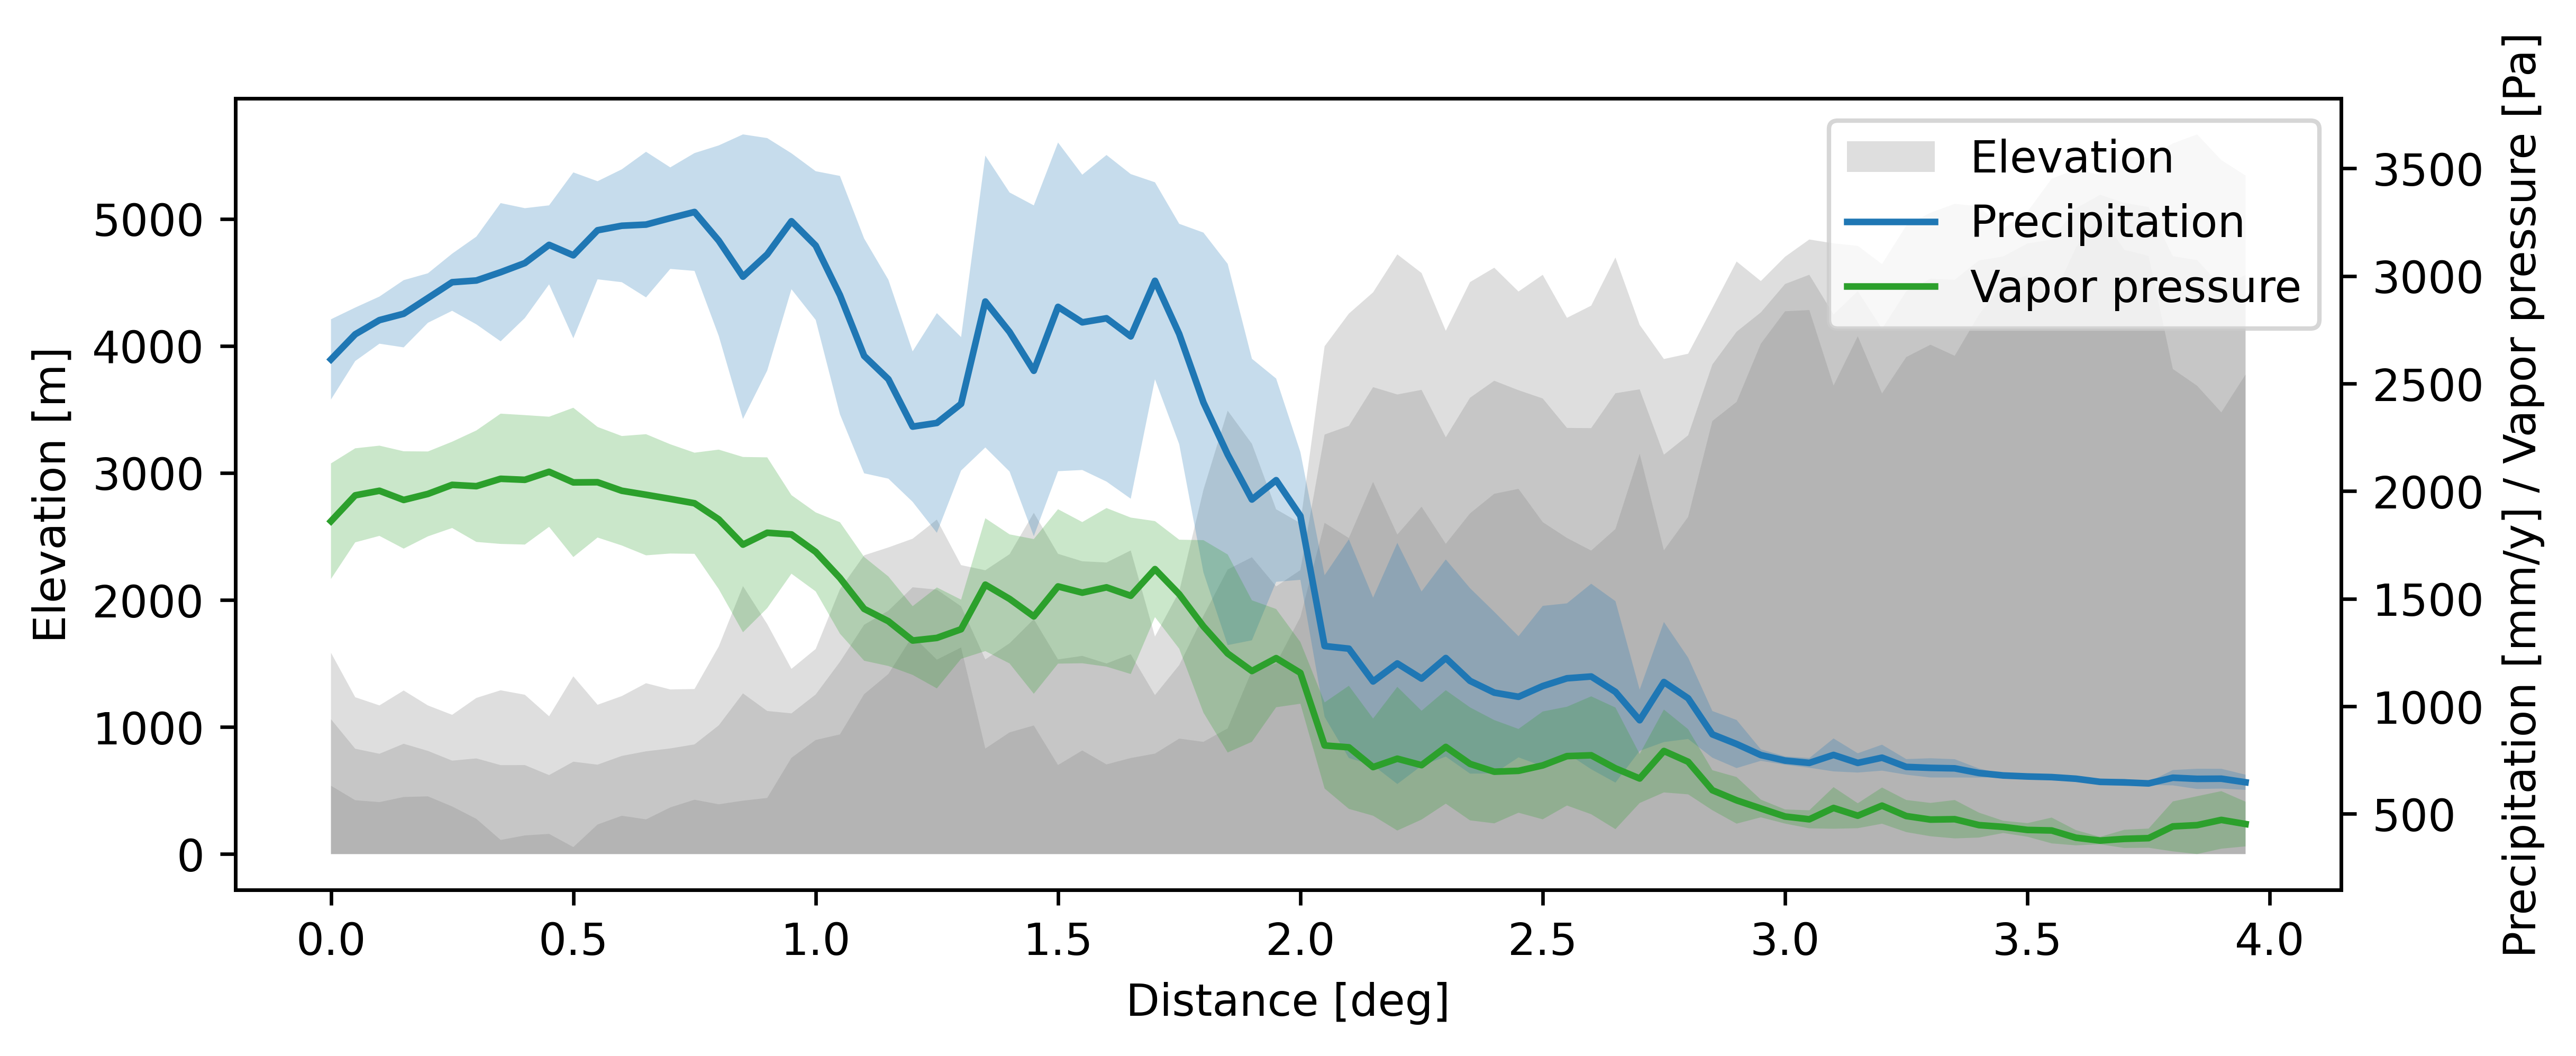 Elevation [m]
5000
4000
3000
2000
1000
0
0.0 0.5 1.0 1.5 2.0 2.5 3.0 3.5 4.0
Distance [deg]
Elevation
Precipitation
Vapor pressure
3500
3000
2500
2000
1500
1000
500
Precipitation [mm/y] / Vapor pressure [Pa]